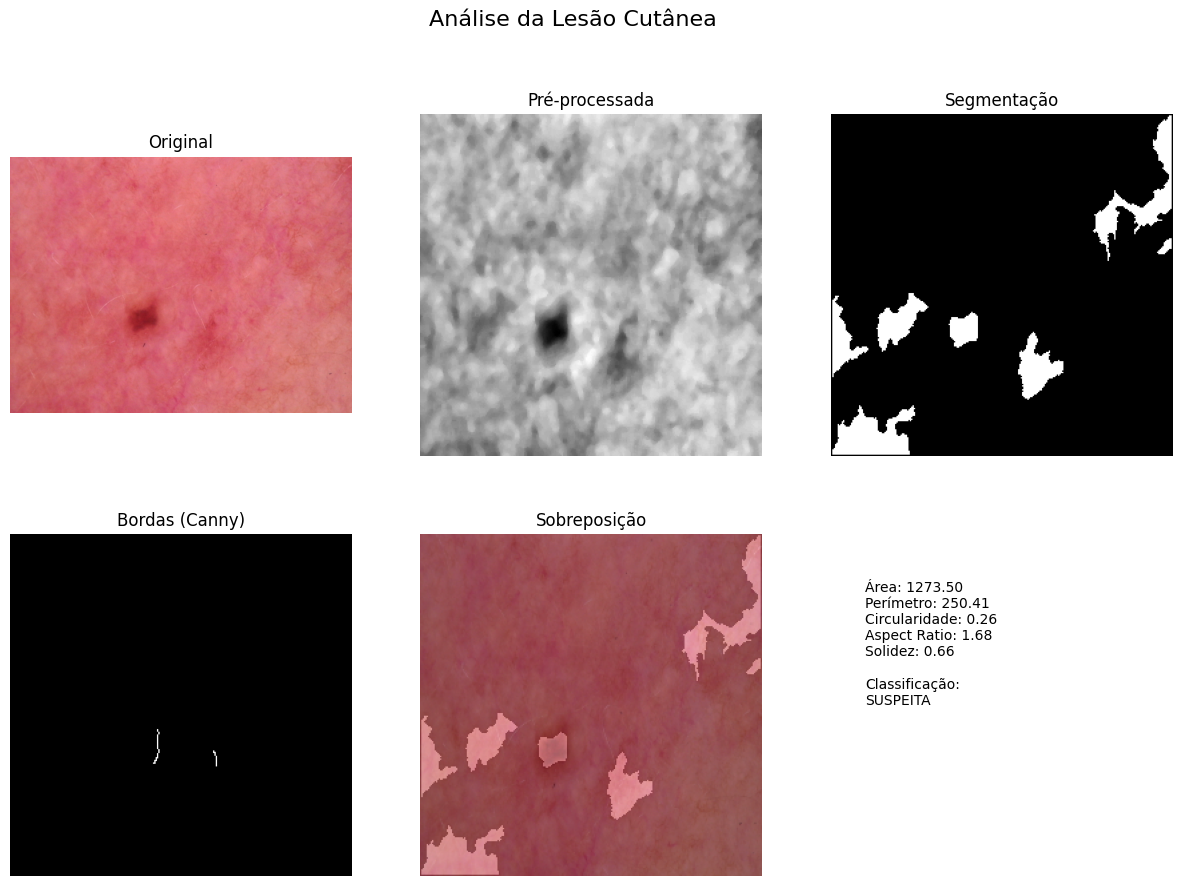 Análise da Lesão Cutânea
Original
Pré-processada
Segmentação
Bordas (Canny)
Sobreposição
Área: 1273.50
Perímetro: 250.41
Circularidade: 0.26
Aspect Ratio: 1.68
Solidez: 0.66
Classificação:
SUSPEITA